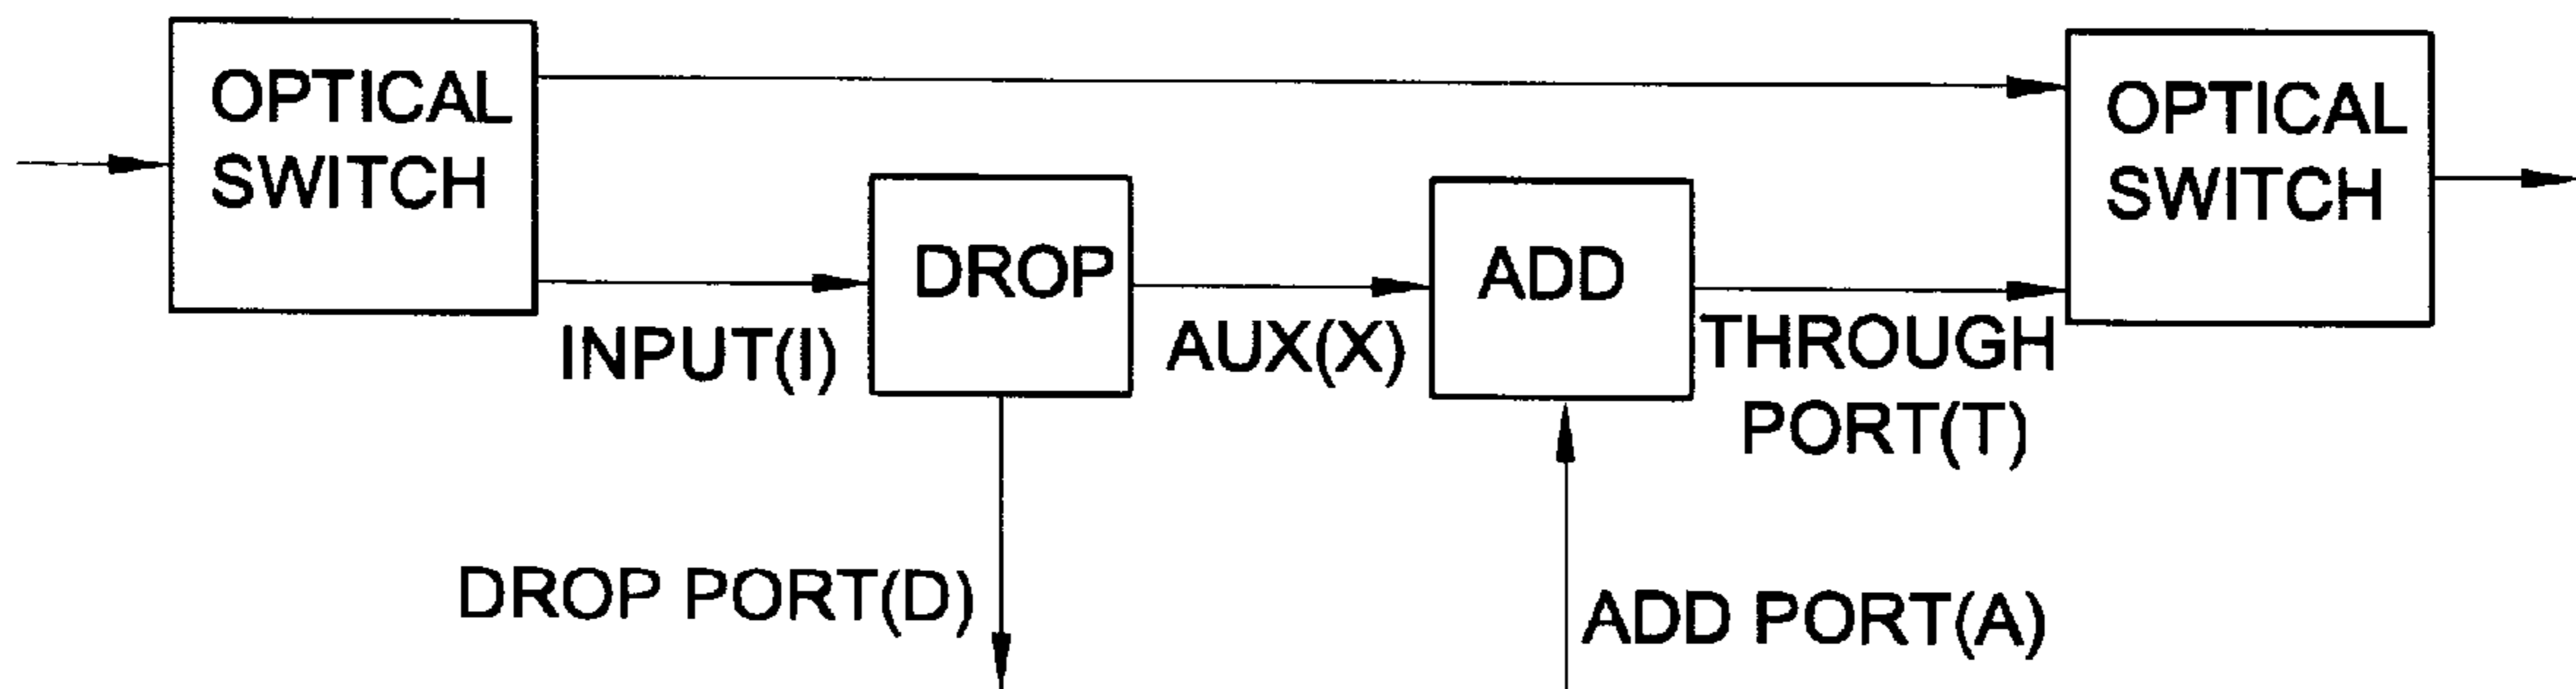 OPTICAL
SWITCH
OPTICAL
SWITCH
DROP
ADD
INPUT(I)
AUX(X)
THROUGH
PORT(T)
DROP PORT(D)
ADD PORT(A)